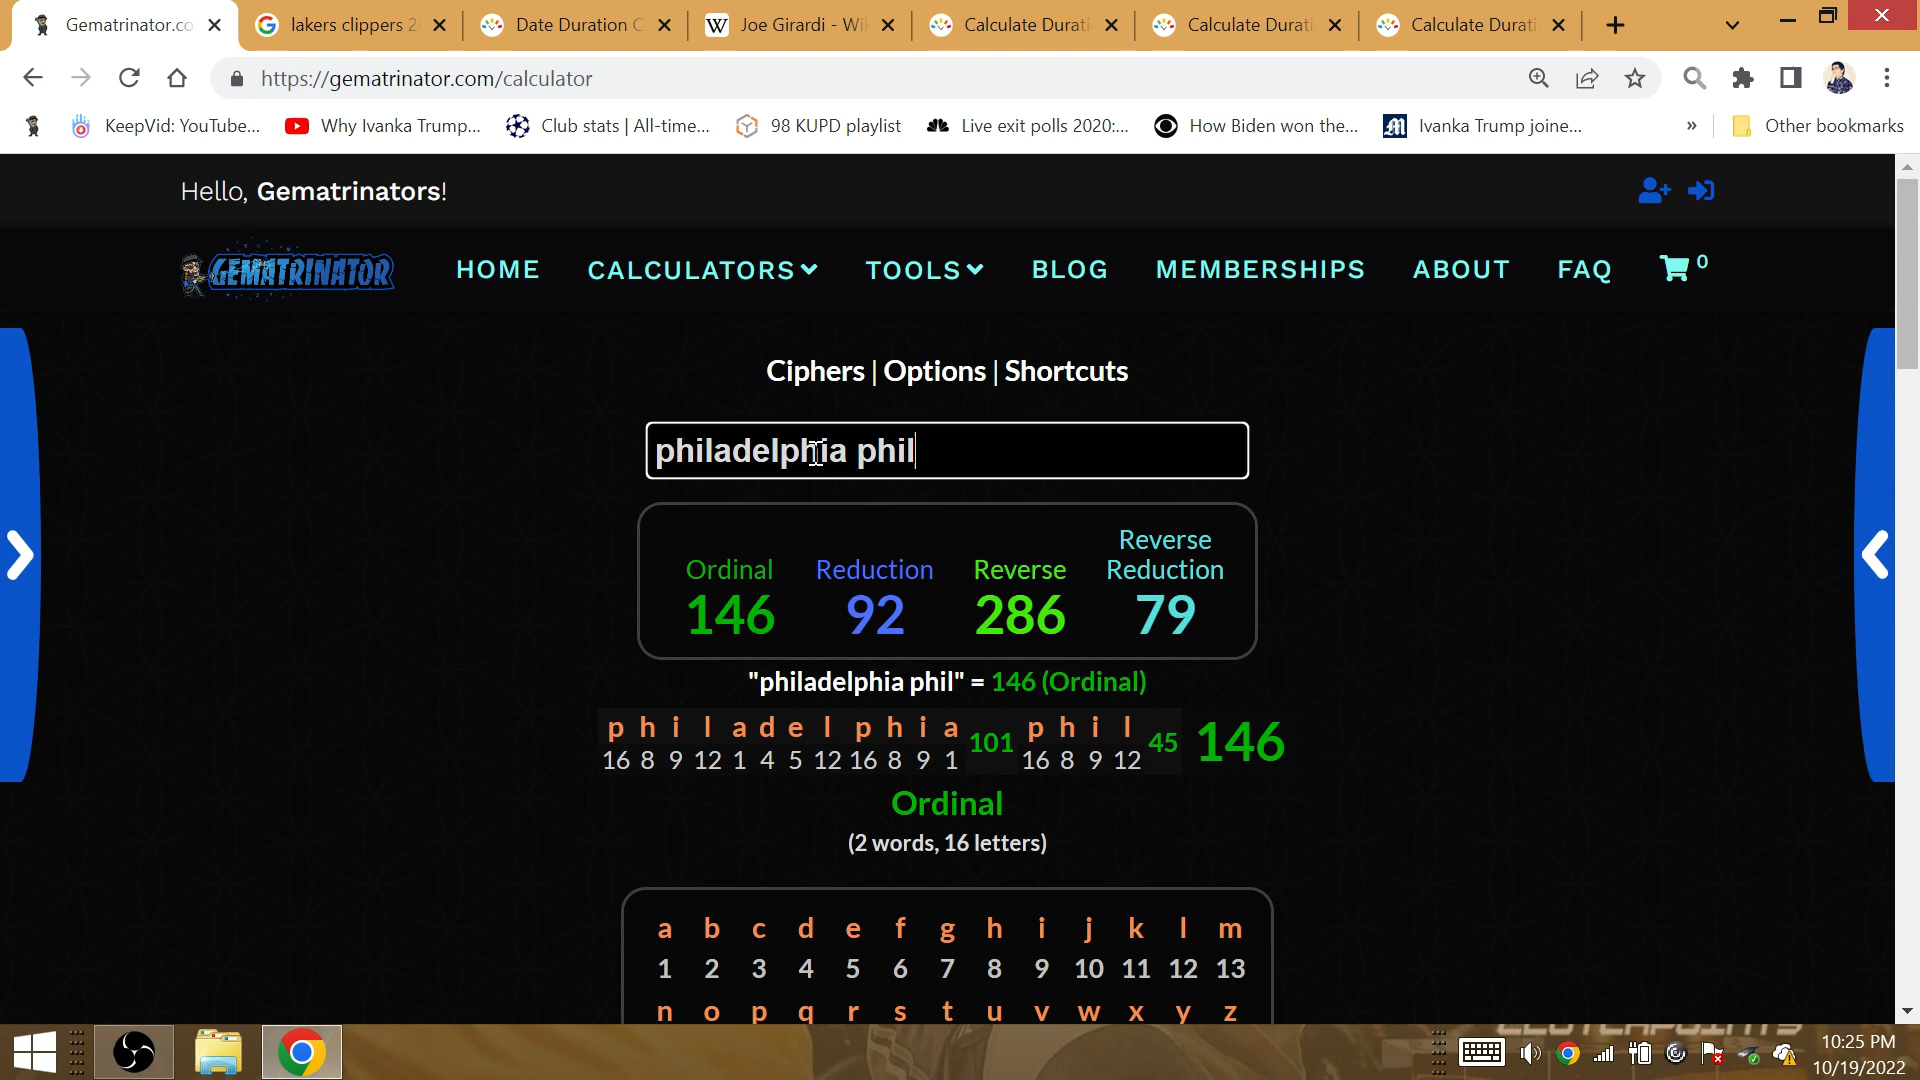 Gematrinator.co
lakers clippers 2
Date Duration C
Joe Girardi - Wi
Calculate Durati
Calculate Durati
Calculate Durati
https://gematrinator.com/calculator
KeepVid: YouTube...
Why Ivanka Trump...
Club stats | All-time...
98 KUPD playlist
Live exit polls 2020:...
How Biden won the...
Ivanka Trump joine...
»
Other bookmarks
Hello, Gematrinators!
GEMATRINATOR
HOME
CALCULATORS
TOOLS
BLOG
MEMBERSHIPS
ABOUT
FAQ
0
Ciphers | Options | Shortcuts
philadelphia phil
Ordinal Reduction Reverse Reverse Reduction
146 92 286 79
"philadelphia phil" = 146 (Ordinal)
p h i l a d e l p h i a 101 p h i l 45 146
16 8 9 12 1 4 5 12 16 8 9 1 16 8 9 12
Ordinal
(2 words, 16 letters)
a b c d e f g h i j k l m
1 2 3 4 5 6 7 8 9 10 11 12 13
n o p q r s t u v w x y z
10:25 PM
10/19/2022